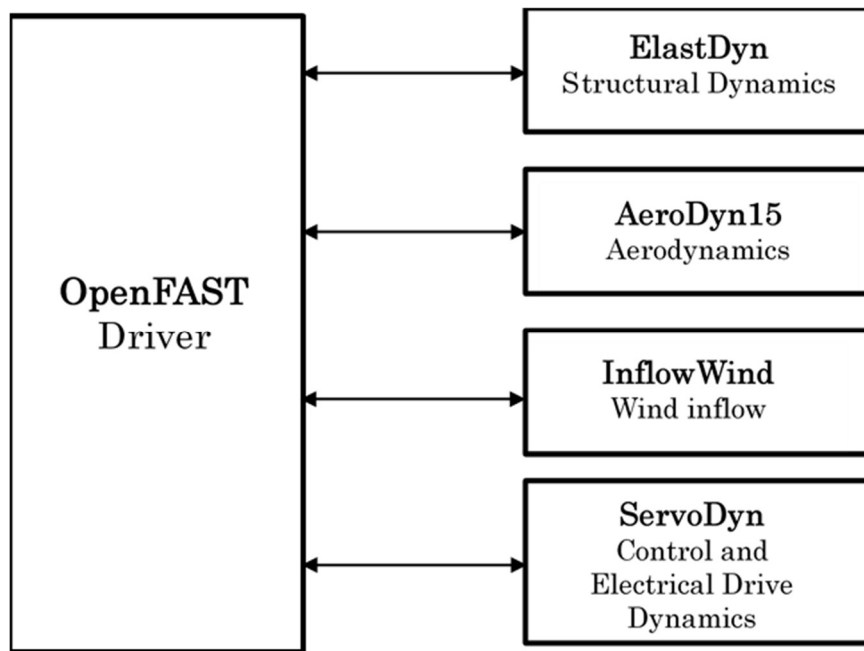 OpenFAST
Driver
ElastDyn
Structural Dynamics
AeroDyn15
Aerodynamics
InflowWind
Wind inflow
ServoDyn
Control and
Electrical Drive
Dynamics